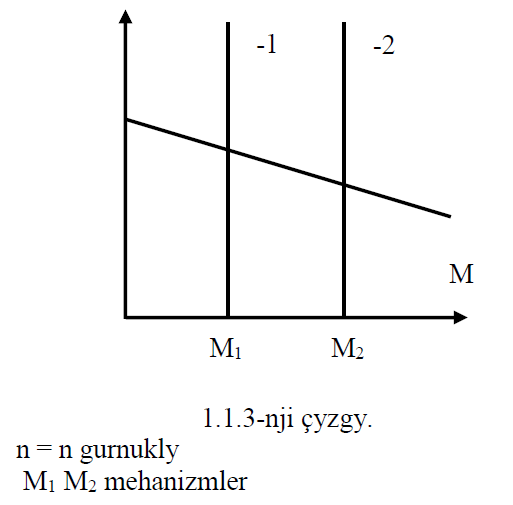 -1 -2
M
M₁ M₂
1.1.3-nji çyzgy.
n = n gurnukly
M₁ M₂ mehanizmler